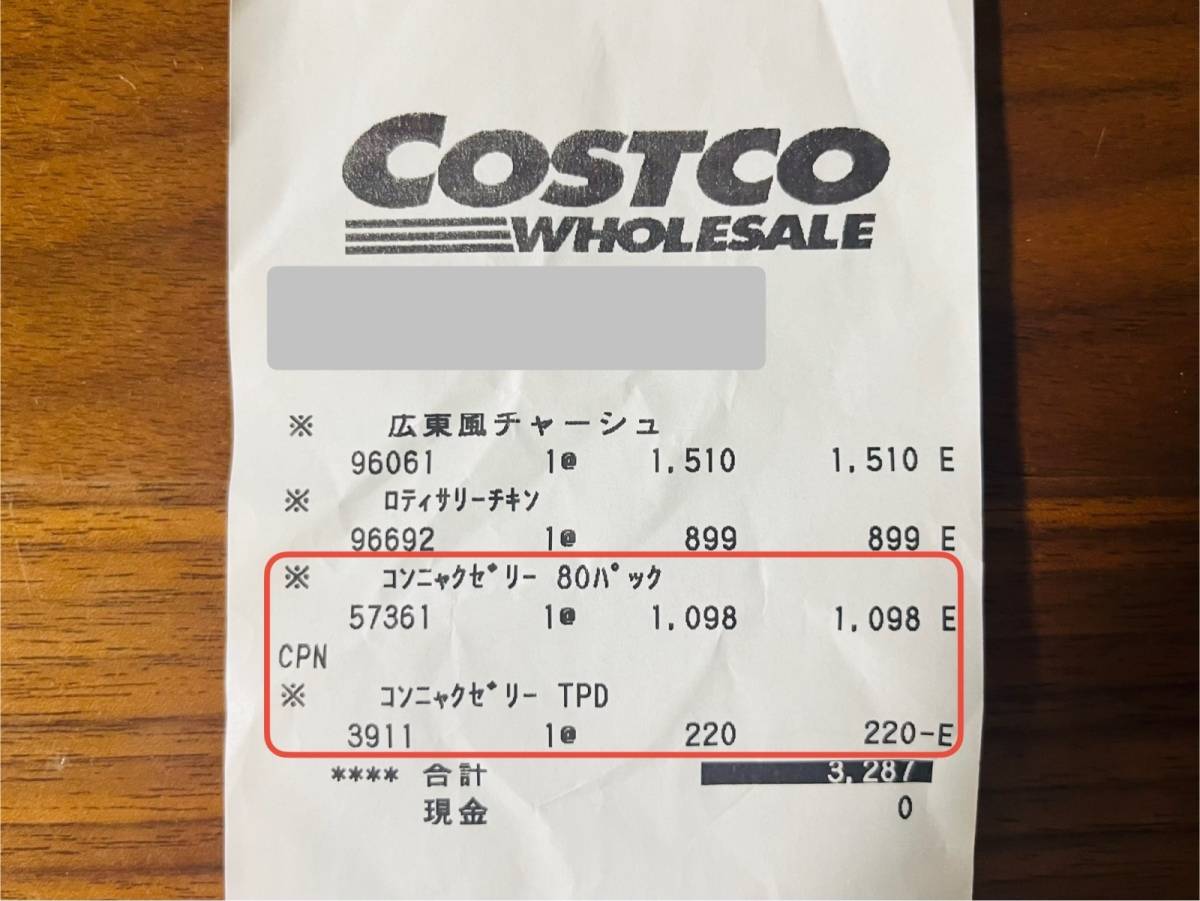 COSTCO
WHOLESALE
※ 広東風チャーシュ
96061 1@ 1,510 1,510 E
※ ロティサリーチキン
96692 1@ 899 899 E
※ コンニャクゼリー 80パック
57361 1@ 1,098 1,098 E
CPN
※ コンニャクゼリー TPD
3911 1@ 220 220-E
**** 合計 3,287
現金 0